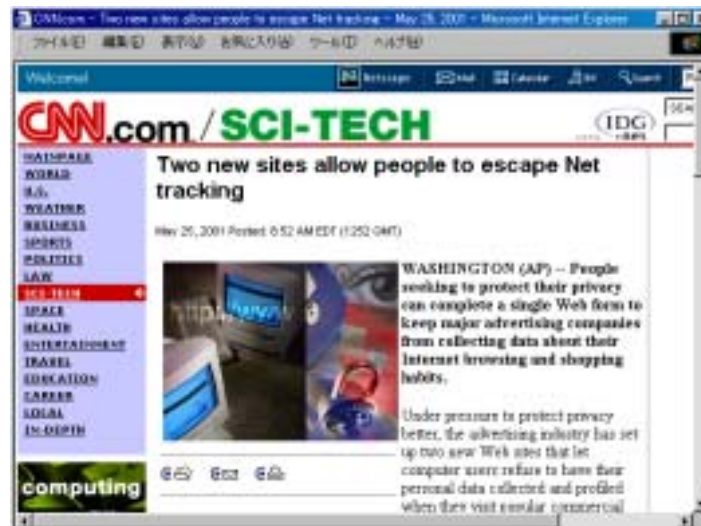 CNN.com - Two new sites allow people to escape Net tracking - May 25, 2001 - Microsoft Internet Explorer
ファイル(F) 編集(E) 表示(V) お気に入り(A) ツール(T) ヘルプ(H)
Welcome!
Netscape Mail Calendar Search
CNN.com / SCI-TECH
IDG
MAINPAGE
WORLD
U.S.
WEATHER
BUSINESS
SPORTS
POLITICS
LAW
SCI-TECH
SPACE
HEALTH
ENTERTAINMENT
TRAVEL
EDUCATION
CAREER
LOCAL
IN-DEPTH
computing
Two new sites allow people to escape Net
tracking
May 25, 2001 Posted: 8:52 AM EDT (1252 GMT)
http://www
WASHINGTON (AP) -- People
seeking to protect their privacy
can complete a single Web form to
keep major advertising companies
from collecting data about their
Internet browsing and shopping
habits.
Under pressure to protect privacy
better, the advertising industry has set
up two new Web sites that let
computer users refuse to have their
personal data collected and profiled
when they visit popular commercial